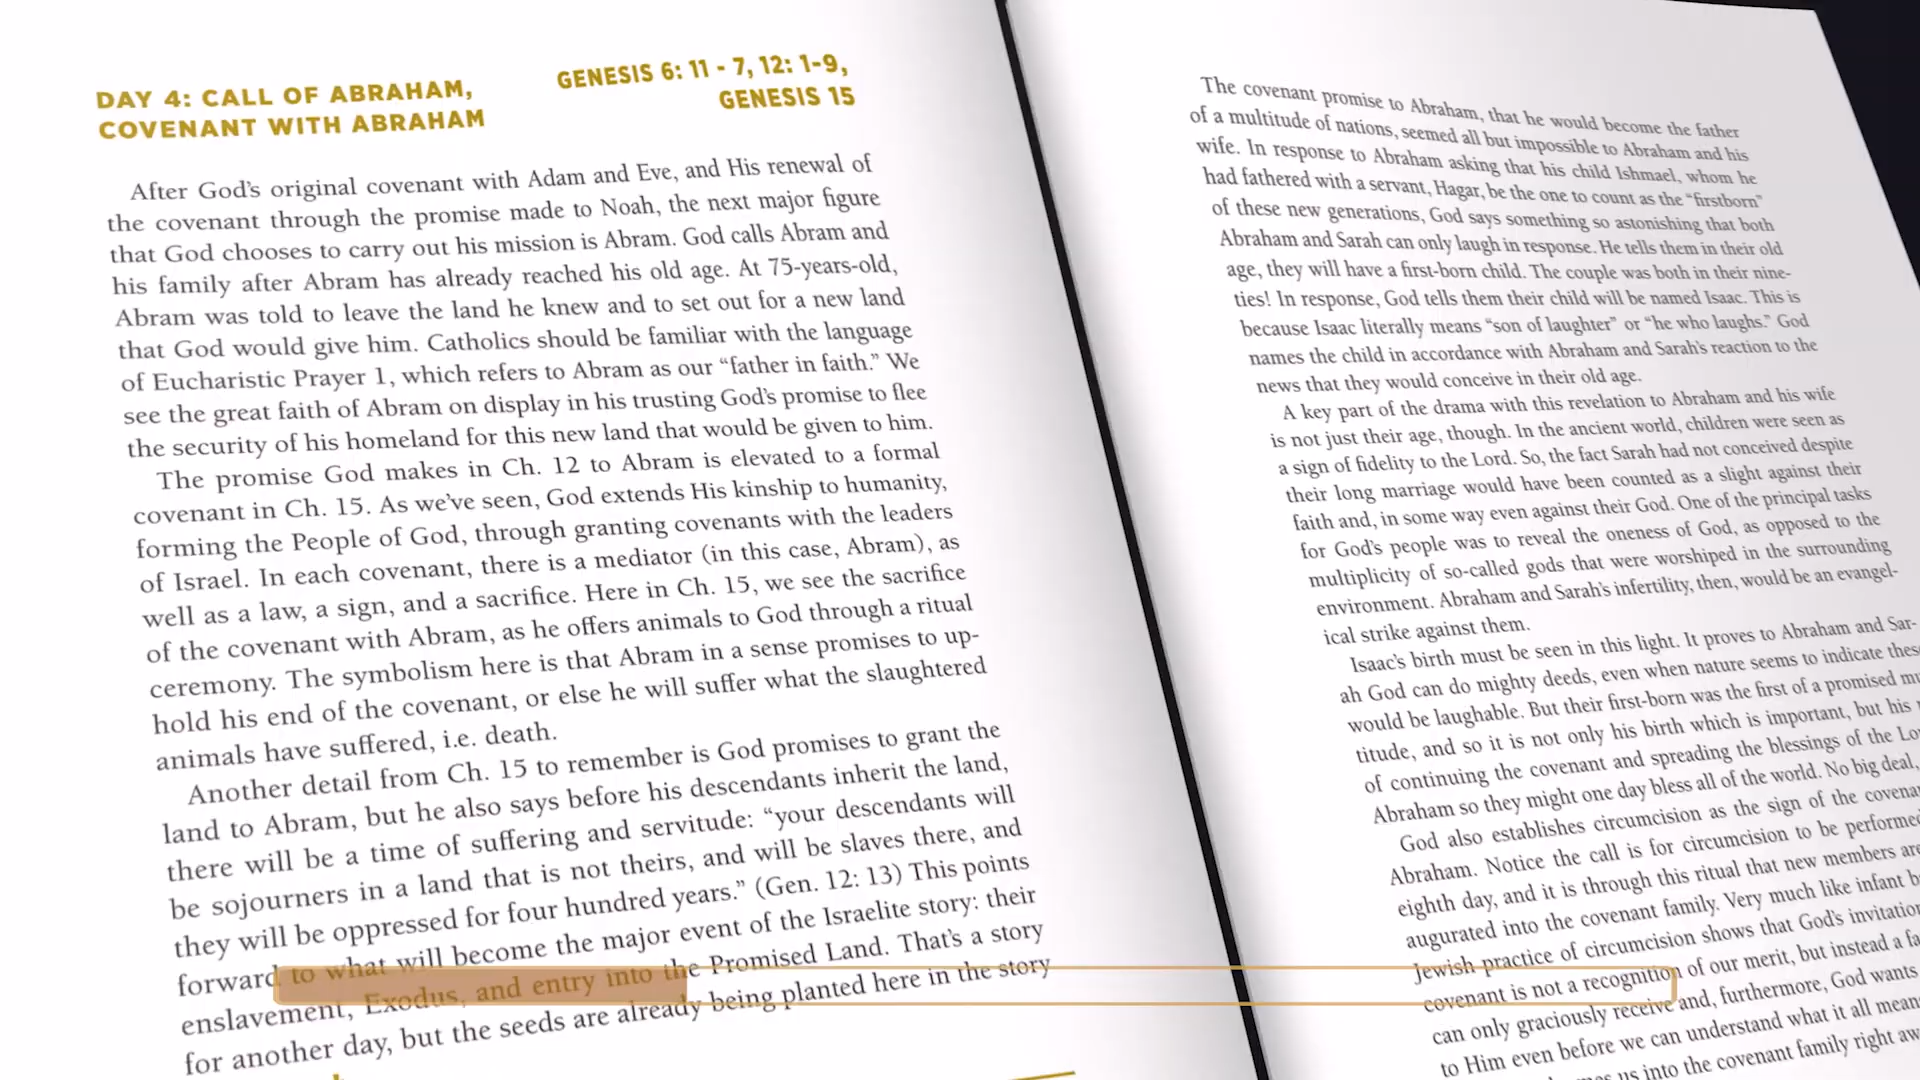 DAY 4: CALL OF ABRAHAM,
COVENANT WITH ABRAHAM
GENESIS 6: 11 - 7, 12: 1-9,
GENESIS 15
After God's original covenant with Adam and Eve, and His renewal of
the covenant through the promise made to Noah, the next major figure
that God chooses to carry out his mission is Abram. God calls Abram and
his family after Abram has already reached his old age. At 75-years-old,
Abram was told to leave the land he knew and to set out for a new land
that God would give him. Catholics should be familiar with the language
of Eucharistic Prayer 1, which refers to Abram as our “father in faith.” We
see the great faith of Abram on display in his trusting God's promise to flee
the security of his homeland for this new land that would be given to him.
The promise God makes in Ch. 12 to Abram is elevated to a formal
covenant in Ch. 15. As we've seen, God extends His kinship to humanity,
forming the People of God, through granting covenants with the leaders
of Israel. In each covenant, there is a mediator (in this case, Abram), as
well as a law, a sign, and a sacrifice. Here in Ch. 15, we see the sacrifice
of the covenant with Abram, as he offers animals to God through a ritual
ceremony. The symbolism here is that Abram in a sense promises to up-
hold his end of the covenant, or else he will suffer what the slaughtered
animals have suffered, i.e. death.
Another detail from Ch. 15 to remember is God promises to grant the
land to Abram, but he also says before his descendants inherit the land,
there will be a time of suffering and servitude: “your descendants will
be sojourners in a land that is not theirs, and will be slaves there, and
they will be oppressed for four hundred years.” (Gen. 12: 13) This points
forward to what will become the major event of the Israelite story: their
enslavement, Exodus, and entry into the Promised Land. That's a story
for another day, but the seeds are already being planted here in the story
The covenant promise to Abraham, that he would become the father
of a multitude of nations, seemed all but impossible to Abraham and his
wife. In response to Abraham asking that his child Ishmael, whom he
had fathered with a servant, Hagar, be the one to count as the “firstborn”
of these new generations, God says something so astonishing that both
Abraham and Sarah can only laugh in response. He tells them in their old
age, they will have a first-born child. The couple was both in their nine-
ties! In response, God tells them their child will be named Isaac. This is
because Isaac literally means “son of laughter” or “he who laughs.” God
names the child in accordance with Abraham and Sarah's reaction to the
news that they would conceive in their old age.
A key part of the drama with this revelation to Abraham and his wife
is not just their age, though. In the ancient world, children were seen as
a sign of fidelity to the Lord. So, the fact Sarah had not conceived despite
their long marriage would have been counted as a slight against their
faith and, in some way even against their God. One of the principal tasks
for God's people was to reveal the oneness of God, as opposed to the
multiplicity of so-called gods that were worshiped in the surrounding
environment. Abraham and Sarah's infertility, then, would be an evangel-
ical strike against them.
Isaac's birth must be seen in this light. It proves to Abraham and Sar-
ah God can do mighty deeds, even when nature seems to indicate
would be laughable. But their first-born was the first of a promised
titude, and so it is not only his birth which is important, but his
of continuing the covenant and spreading the blessings of the
Abraham so they might one day bless all of the world. No big deal,
God also establishes circumcision as the sign of the
Abraham. Notice the call is for circumcision to be performed
eighth day, and it is through this ritual that new members are
augurated into the covenant family. Very much like infant
Jewish practice of circumcision shows that God's invitation
covenant is not a recognition of our merit, but instead a
can only graciously receive and, furthermore, God wants
to Him even before we can understand what it all
us into the covenant family right